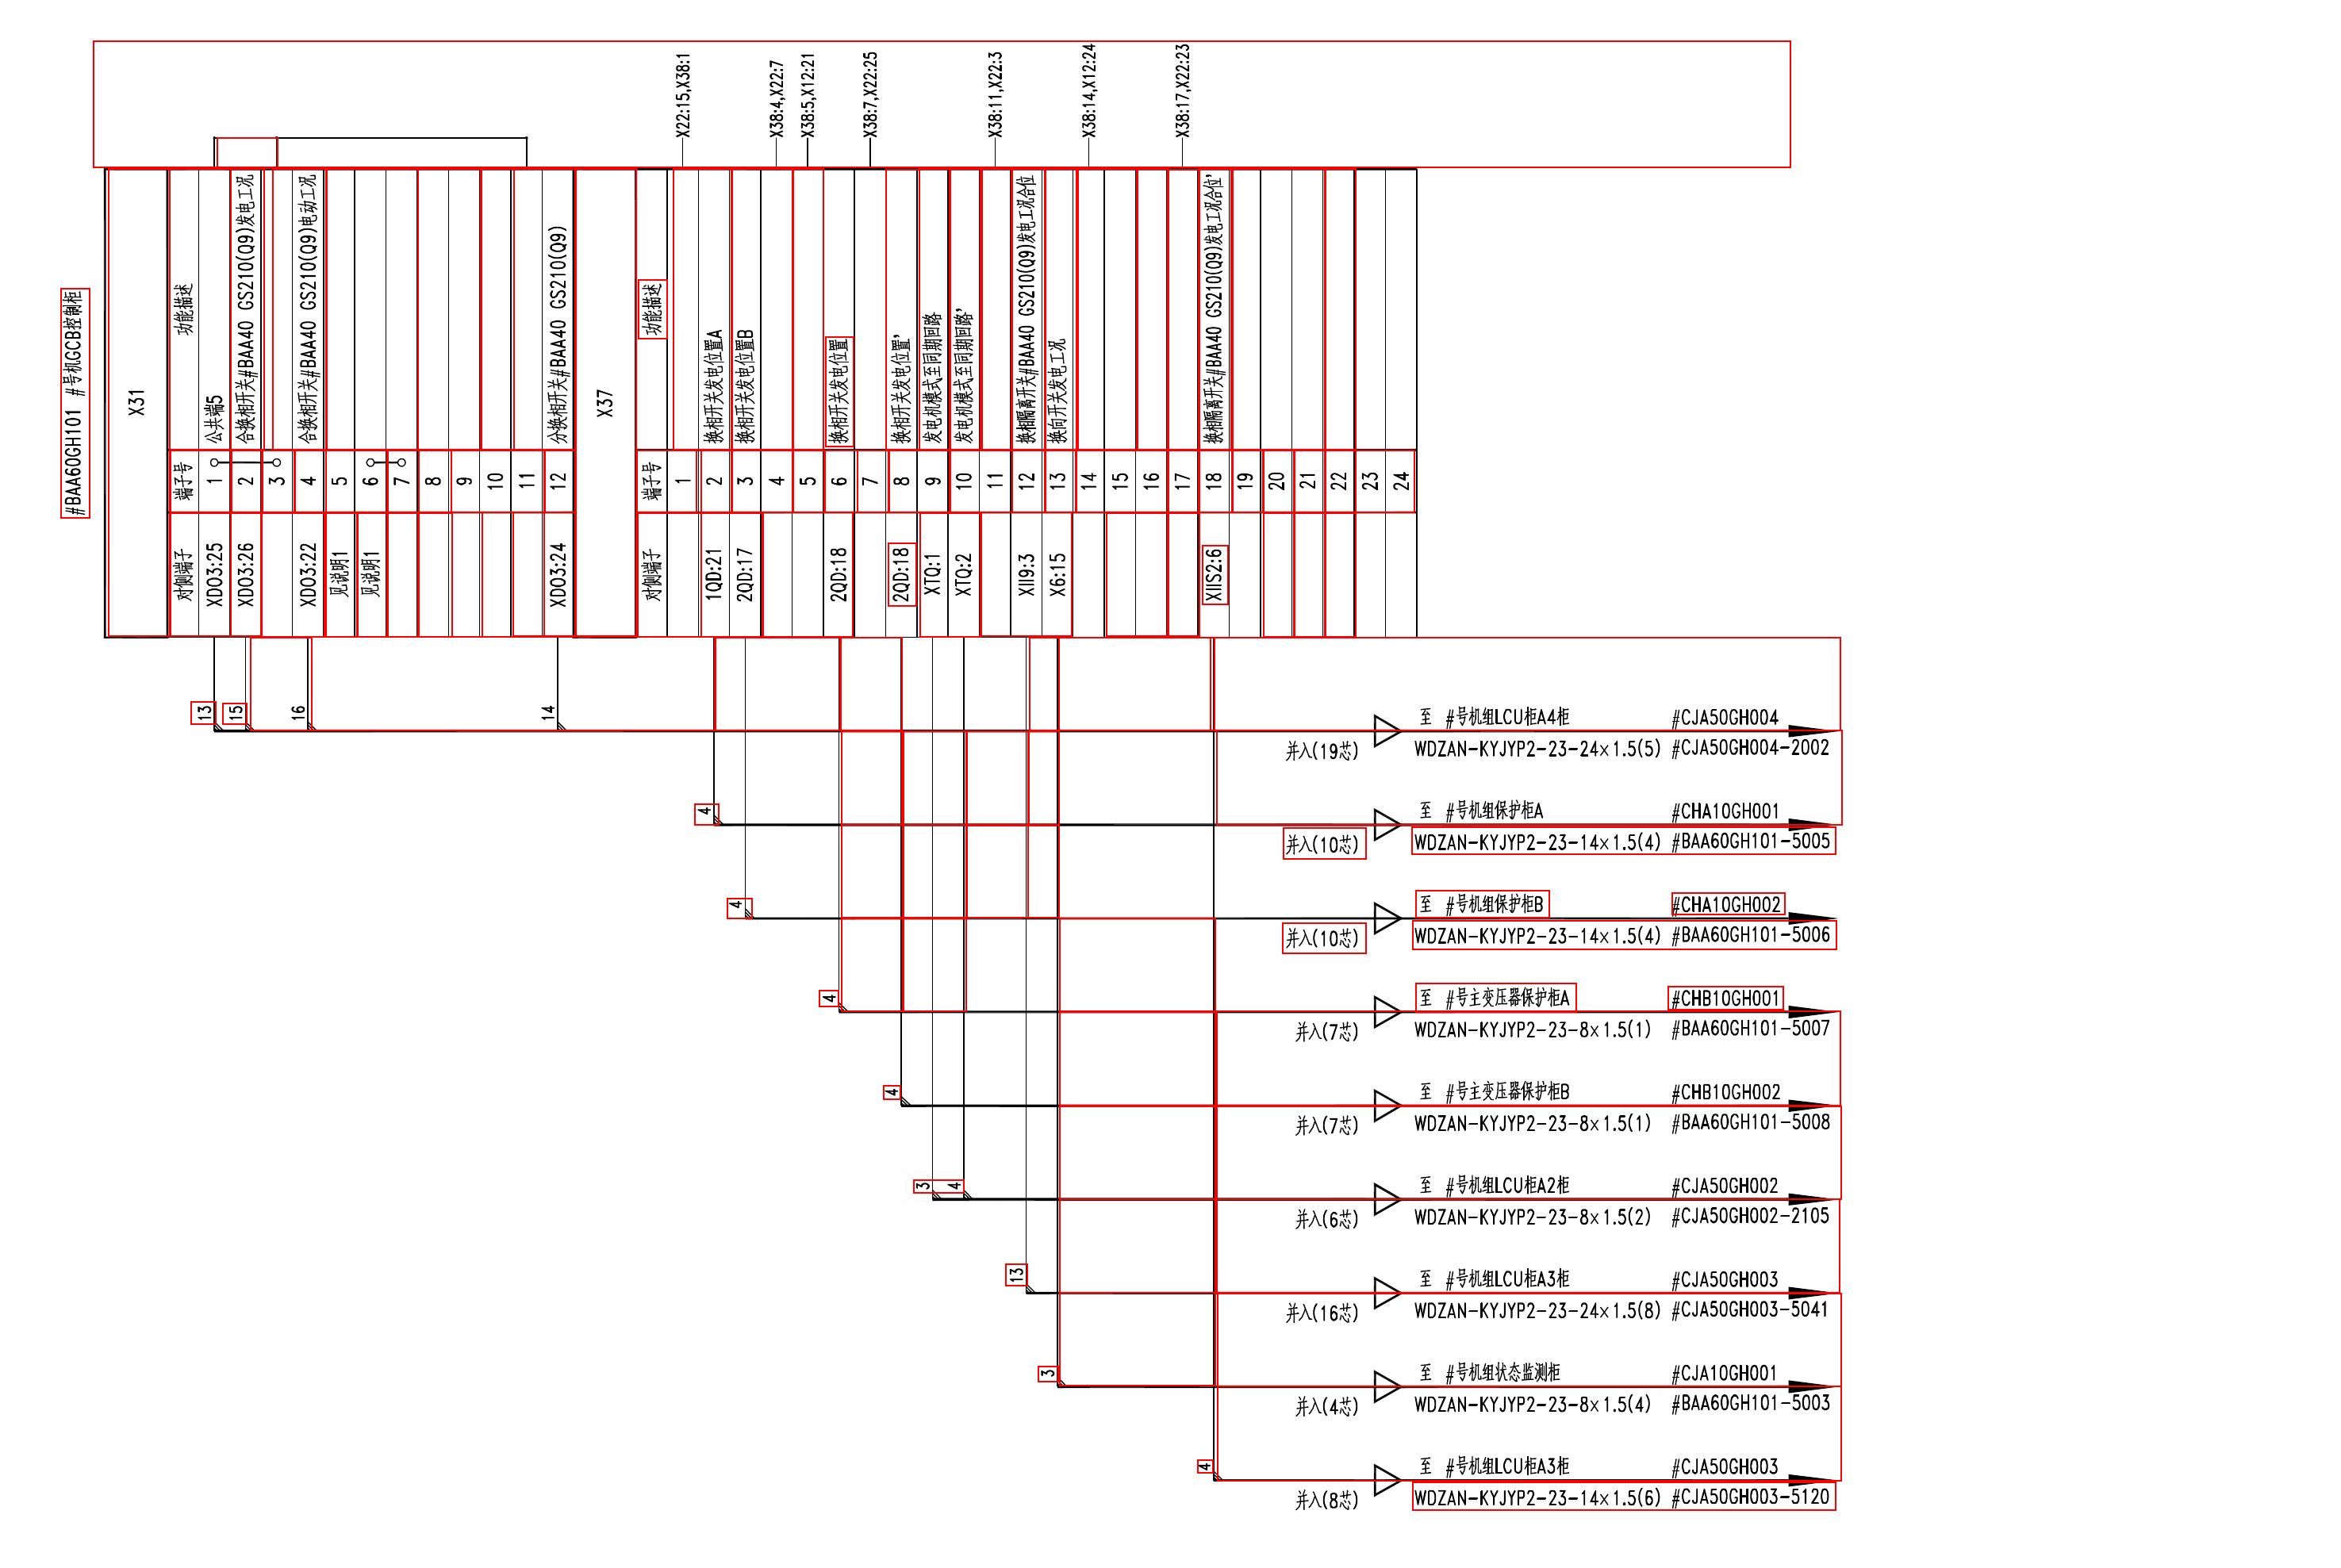 #BAA60GH101 #号机GCB控制柜
X31
对侧端子 端子号 功能描述
XDO3:25 1 公共端5
XDO3:26 2 合换相开关#BAA40 GS210(Q9)发电工况
3
XDO3:22 4 合换相开关#BAA40 GS210(Q9)电动工况
见说明1 5
见说明1 6
7
8
9
10
11
XDO3:24 12 分换相开关#BAA40 GS210(Q9)
X37
对侧端子 端子号 功能描述
1 X22:15,X38:1
1QD:21 2 换相开关发电位置A
2QD:17 3 换相开关发电位置B
4 X38:4,X22:7
5 X38:5,X12:21
2QD:18 6 换相开关发电位置
7 X38:7,X22:25
2QD:18 8 换相开关发电位置'
XTQ:1 9 发电机模式至同期回路
XTQ:2 10 发电机模式至同期回路'
11 X38:11,X22:3
XII9:3 12 换相隔离开关#BAA40 GS210(Q9)发电工况合位
X6:15 13 换向开关发电工况
14 X38:14,X12:24
15
16
17 X38:17,X22:23
XIIS2:6 18 换相隔离开关#BAA40 GS210(Q9)发电工况合位'
19
20
21
22
23
24
13 15 16 14
至 #号机组LCU柜A4柜 #CJA50GH004
并入(19芯) WDZAN-KYJYP2-23-24×1.5(5) #CJA50GH004-2002
4
至 #号机组保护柜A #CHA10GH001
并入(10芯) WDZAN-KYJYP2-23-14×1.5(4) #BAA60GH101-5005
4
至 #号机组保护柜B #CHA10GH002
并入(10芯) WDZAN-KYJYP2-23-14×1.5(4) #BAA60GH101-5006
4
至 #号主变压器保护柜A #CHB10GH001
并入(7芯) WDZAN-KYJYP2-23-8×1.5(1) #BAA60GH101-5007
4
至 #号主变压器保护柜B #CHB10GH002
并入(7芯) WDZAN-KYJYP2-23-8×1.5(1) #BAA60GH101-5008
3 4
至 #号机组LCU柜A2柜 #CJA50GH002
并入(6芯) WDZAN-KYJYP2-23-8×1.5(2) #CJA50GH002-2105
13
至 #号机组LCU柜A3柜 #CJA50GH003
并入(16芯) WDZAN-KYJYP2-23-24×1.5(8) #CJA50GH003-5041
3
至 #号机组状态监测柜 #CJA10GH001
并入(4芯) WDZAN-KYJYP2-23-8×1.5(4) #BAA60GH101-5003
4
至 #号机组LCU柜A3柜 #CJA50GH003
并入(8芯) WDZAN-KYJYP2-23-14×1.5(6) #CJA50GH003-5120